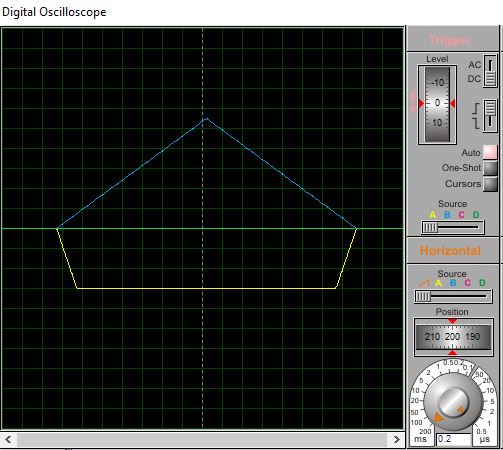 Digital Oscilloscope
Trigger
Level
AC
DC
-10
0
10
Auto
One-Shot
Cursors
Source
A B C D
Horizontal
Source
A B C D
Position
210 200 190
200 100 50 20 10 5 2 1 0.5 0.2 0.1 50 20 10 5 2 1 0.5
ms 0.2 µs